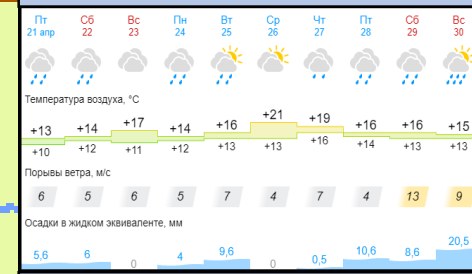 Пт Сб Вс Пн Вт Ср Чт Пт Сб Вс
21 апр 22 23 24 25 26 27 28 29 30
Температура воздуха, °C
+13 +14 +17 +14 +16 +21 +19 +16 +16 +15
+10 +12 +11 +12 +13 +13 +16 +14 +13 +13
Порывы ветра, м/с
6 5 6 5 7 4 7 4 13 9
Осадки в жидком эквиваленте, мм
5,6 6 0 4 9,6 0 0,5 10,6 8,6 20,5